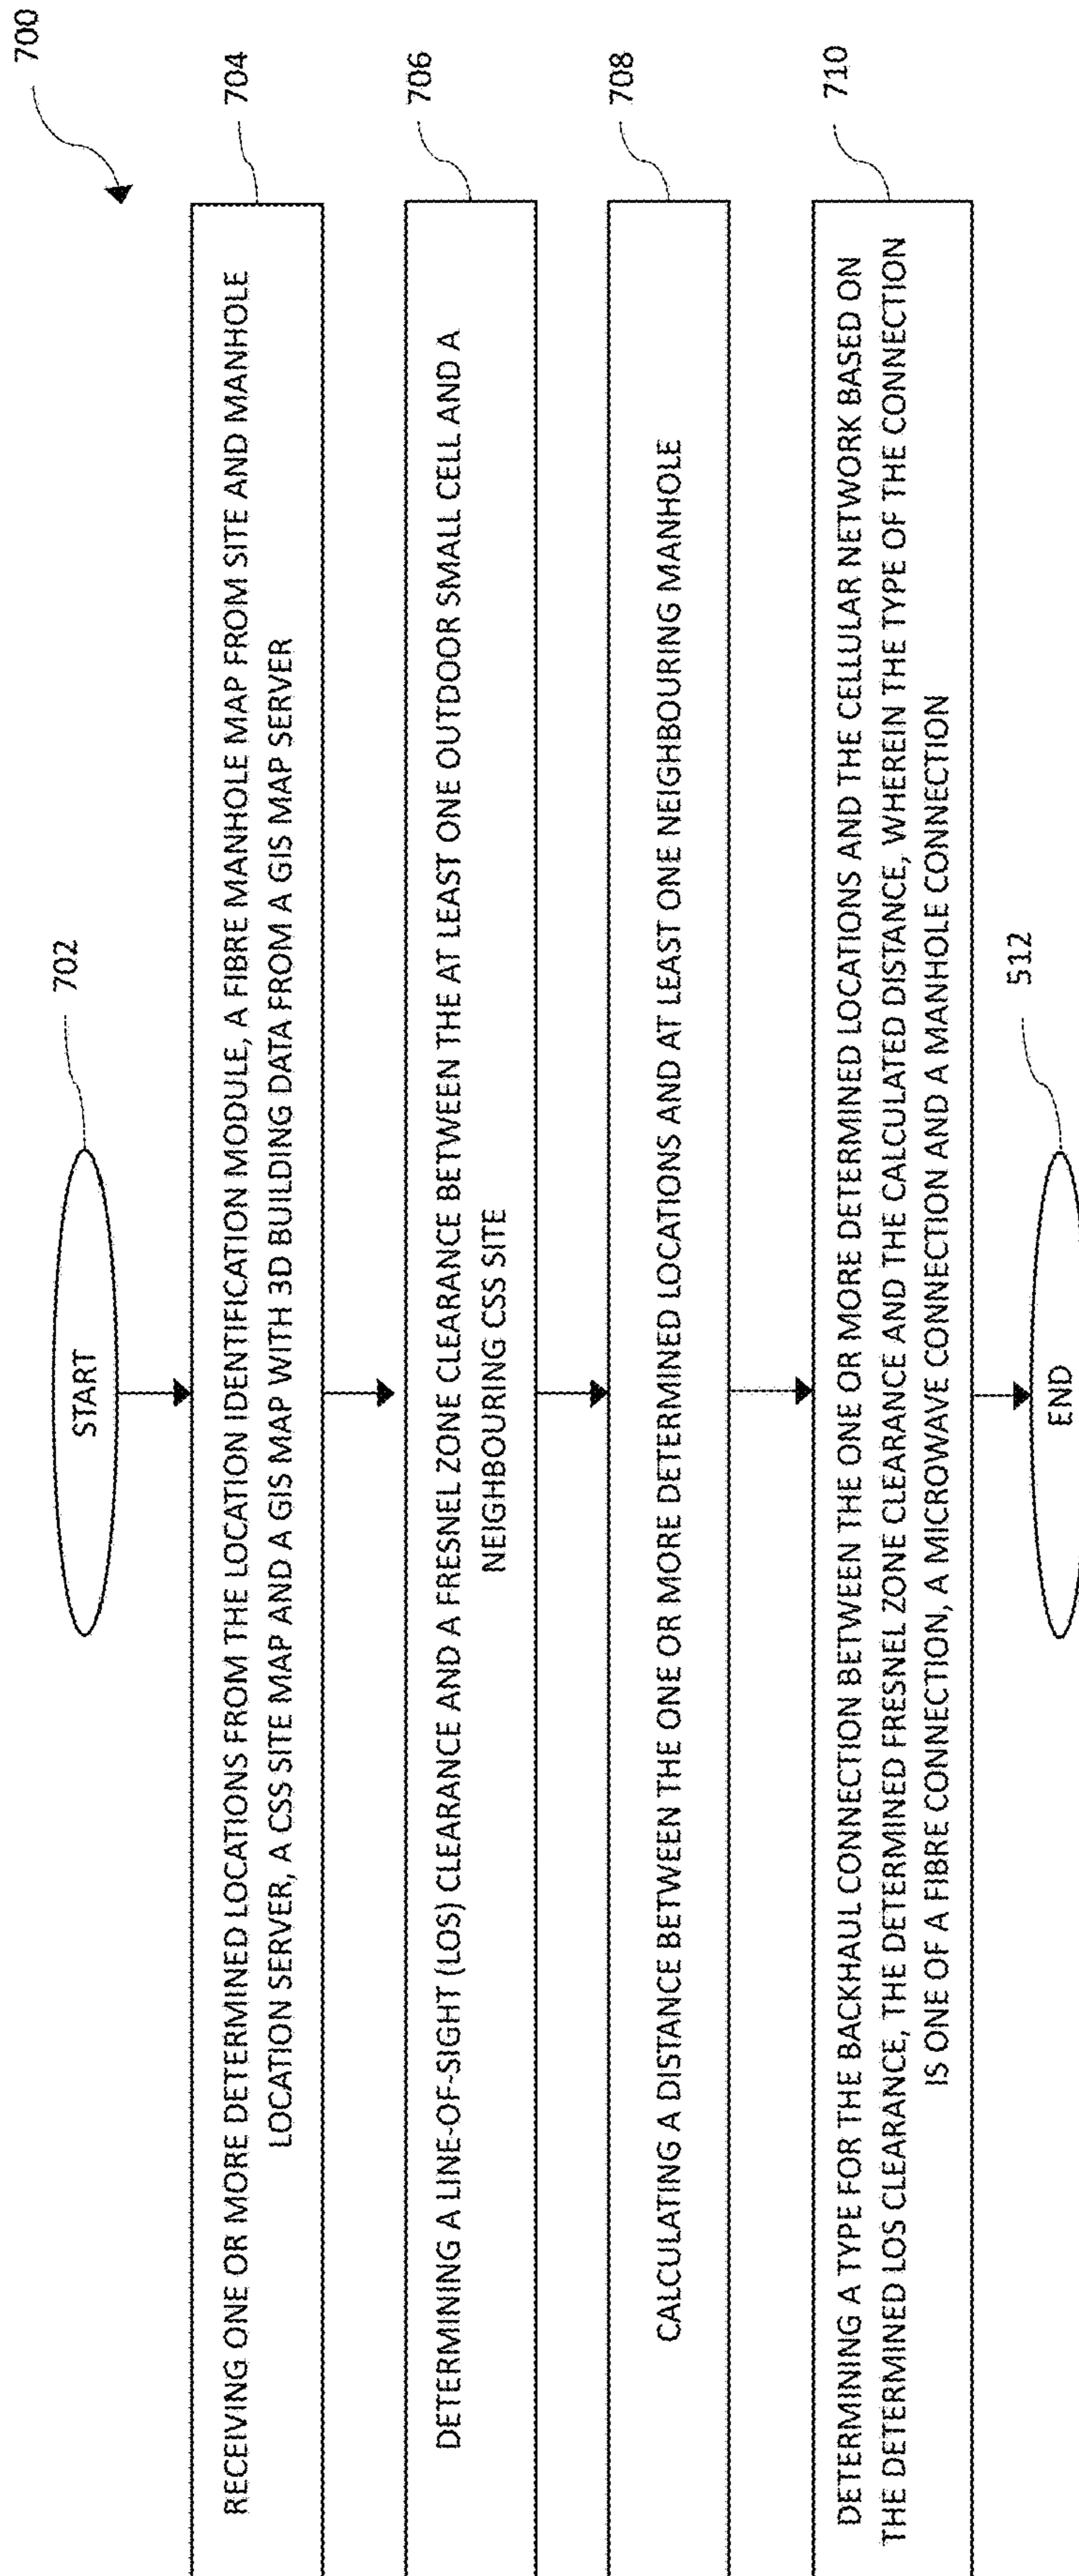 700
702
START
704
RECEIVING ONE OR MORE DETERMINED LOCATIONS FROM THE LOCATION IDENTIFICATION MODULE, A FIBRE MANHOLE MAP FROM SITE AND MANHOLE
LOCATION SERVER, A CSS SITE MAP AND A GIS MAP WITH 3D BUILDING DATA FROM A GIS MAP SERVER
706
DETERMINING A LINE-OF-SIGHT (LOS) CLEARANCE AND A FRESNEL ZONE CLEARANCE BETWEEN THE AT LEAST ONE OUTDOOR SMALL CELL AND A
NEIGHBOURING CSS SITE
708
CALCULATING A DISTANCE BETWEEN THE ONE OR MORE DETERMINED LOCATIONS AND AT LEAST ONE NEIGHBOURING MANHOLE
710
DETERMINING A TYPE FOR THE BACKHAUL CONNECTION BETWEEN THE ONE OR MORE DETERMINED LOCATIONS AND THE CELLULAR NETWORK BASED ON
THE DETERMINED LOS CLEARANCE, THE DETERMINED FRESNEL ZONE CLEARANCE AND THE CALCULATED DISTANCE, WHEREIN THE TYPE OF THE CONNECTION
IS ONE OF A FIBRE CONNECTION, A MICROWAVE CONNECTION AND A MANHOLE CONNECTION
512
END